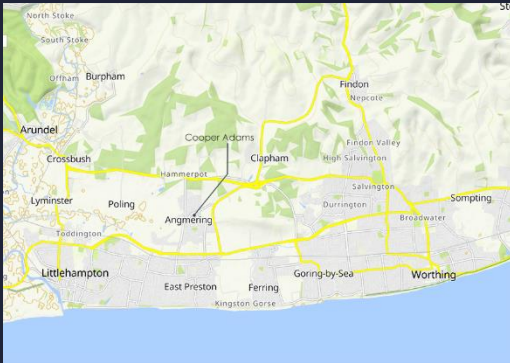 St
North Stoke
South Stoke
Offham
Burpham
Findon
Nepcote
Arundel
Cooper Adams
Findon Valley
Crossbush
Clapham
High Salvington
Hammerpot
Salvington
Lyminster
Poling
Durrington
Sompting
Angmering
Broadwater
Toddington
Littlehampton
Goring-by-Sea
Worthing
East Preston
Ferring
Kingston Gorse